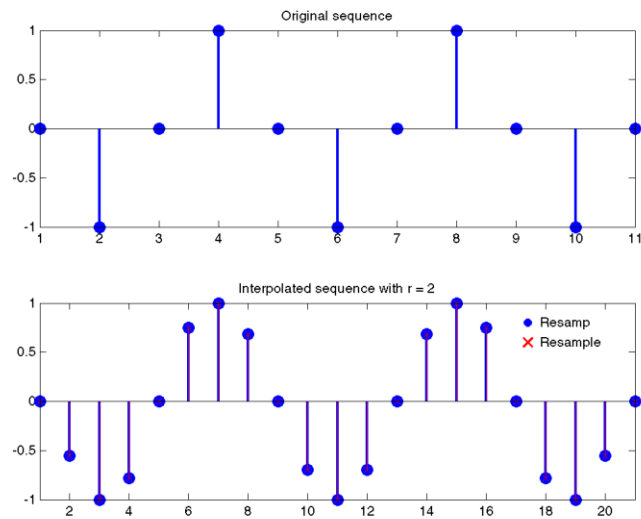 Original sequence
1
0.5
0
-0.5
-1
1 2 3 4 5 6 7 8 9 10 11
Interpolated sequence with r = 2
1
0.5
0
-0.5
-1
Resamp
Resample
2 4 6 8 10 12 14 16 18 20